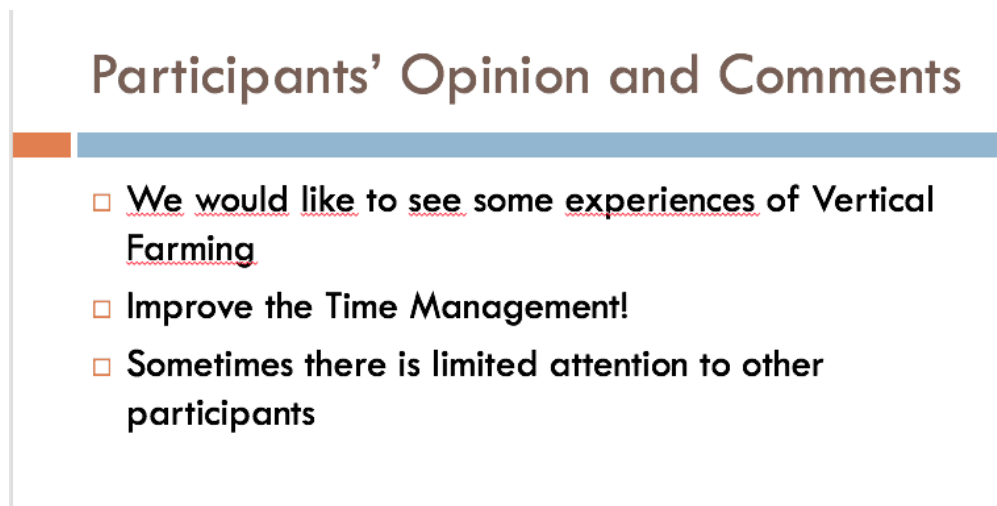 Participants’ Opinion and Comments
We would like to see some experiences of Vertical
Farming
Improve the Time Management!
Sometimes there is limited attention to other
participants